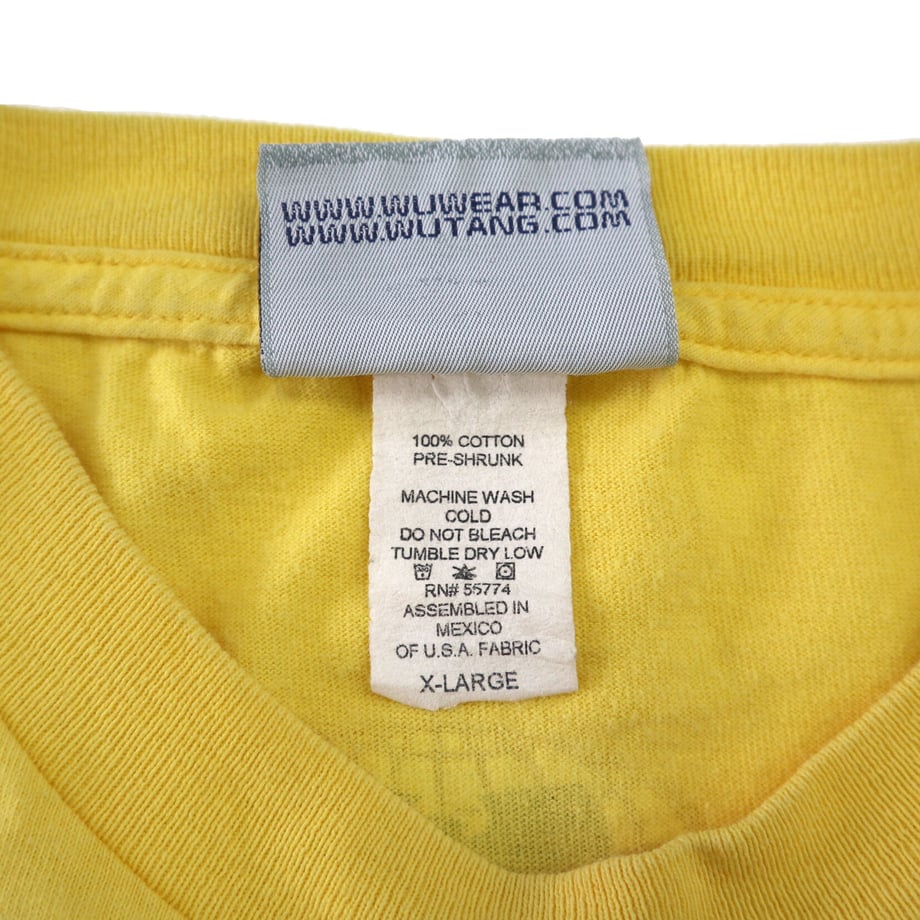 WWW.WUWEAR.COM
WWW.WUTANG.COM
100% COTTON
PRE-SHRUNK
MACHINE WASH
COLD
DO NOT BLEACH
TUMBLE DRY LOW
RN# 55774
ASSEMBLED IN
MEXICO
OF U.S.A. FABRIC
X-LARGE